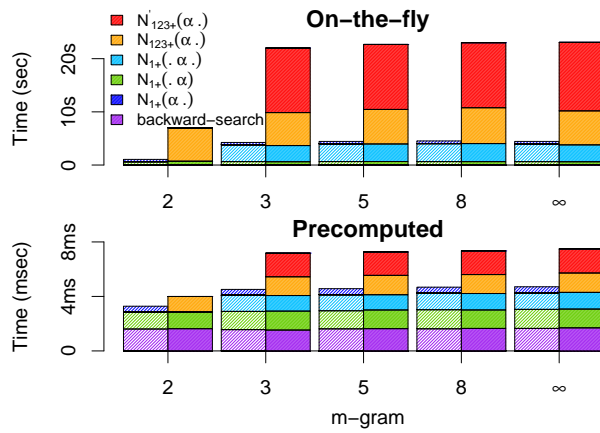 On−the−fly
N'123+(α .)
N123+(α .)
N1+(. α .)
N1+(. α)
N1+(α .)
backward−search
Time (sec)
20s
10s
0
2 3 5 8 ∞
Precomputed
Time (msec)
8ms
4ms
0
2 3 5 8 ∞
m−gram